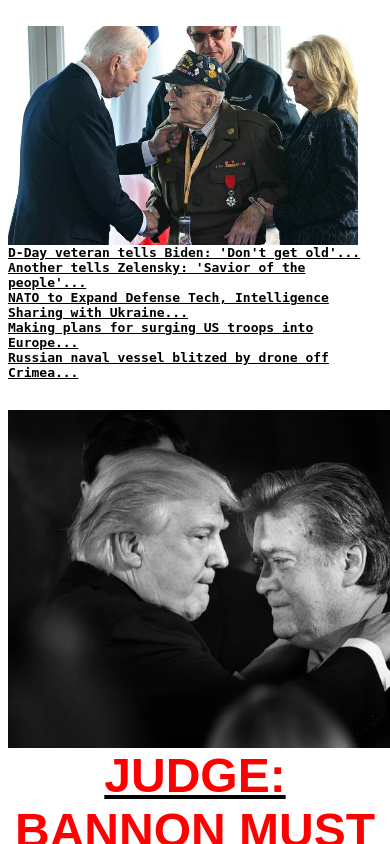 D-Day veteran tells Biden: 'Don't get old'...
Another tells Zelensky: 'Savior of the
people'...
NATO to Expand Defense Tech, Intelligence
Sharing with Ukraine...
Making plans for surging US troops into
Europe...
Russian naval vessel blitzed by drone off
Crimea...
JUDGE:
BANNON MUST